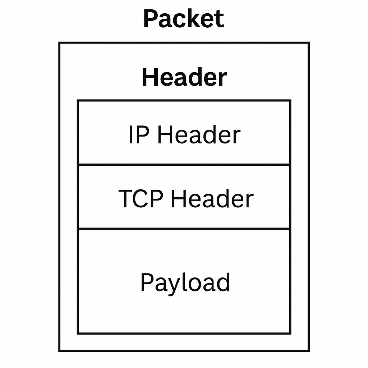 Packet
Header
IP Header
TCP Header
Payload